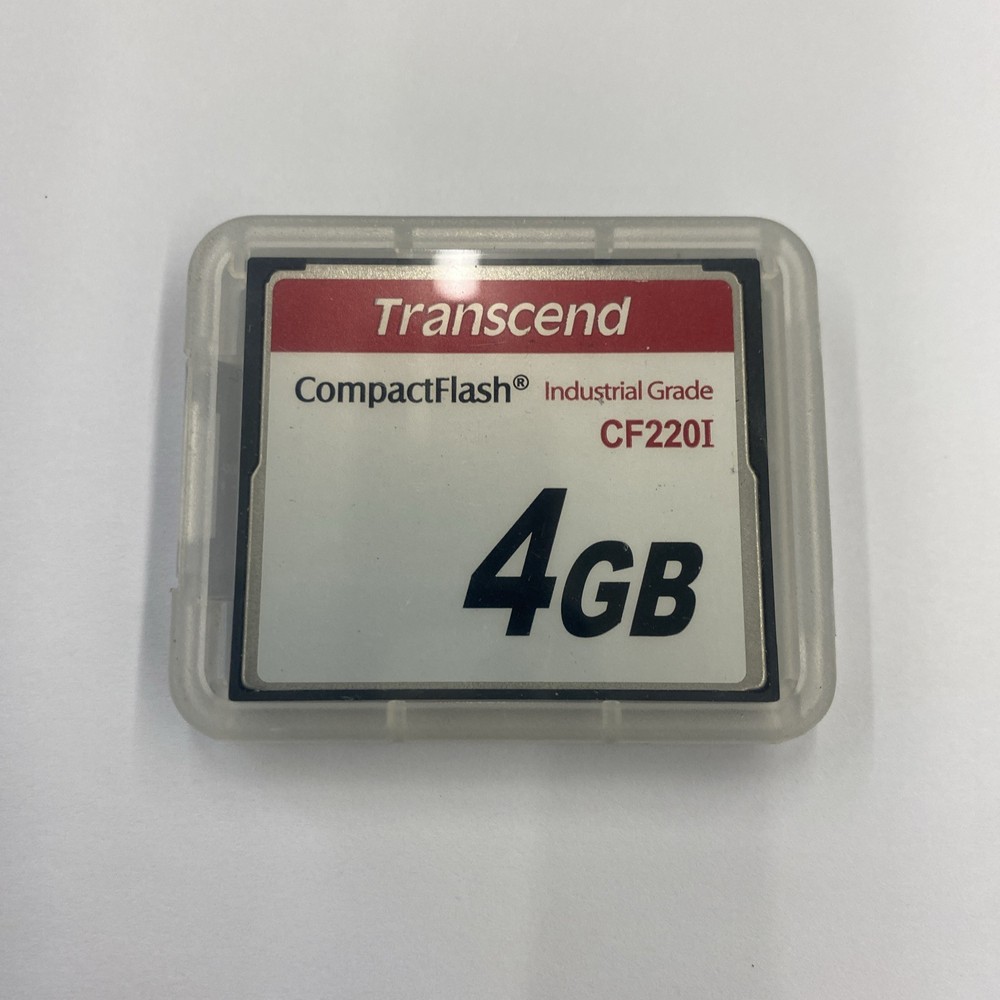 Transcend
CompactFlash® Industrial Grade
CF220I
4GB